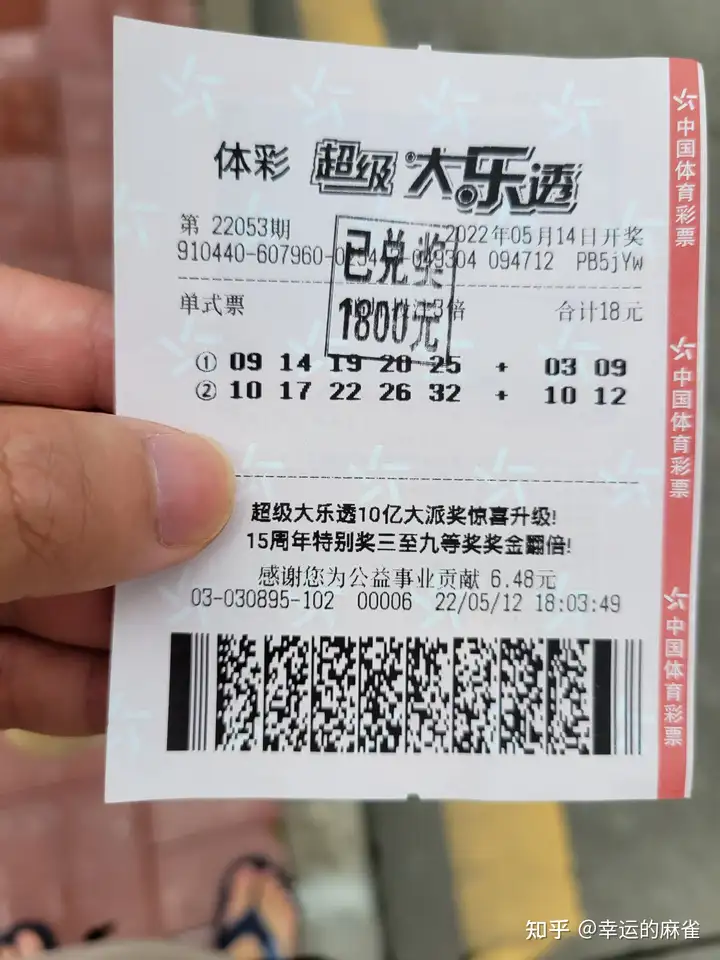 体彩 超级大乐透
第 22053期 2022年05月14日开奖
910440-607960- 304 094712 PB5jYw
已兑奖
1800元
单式票 3倍 合计18元
① 09 14 19 20 25 + 03 09
② 10 17 22 26 32 + 10 12
超级大乐透10亿大派奖惊喜升级!
15周年特别奖三至九等奖奖金翻倍!
感谢您为公益事业贡献 6.48元
03-030895-102 00006 22/05/12 18:03:49
中国体育彩票
中国体育彩票
中国体育彩票
知乎 @幸运的麻雀